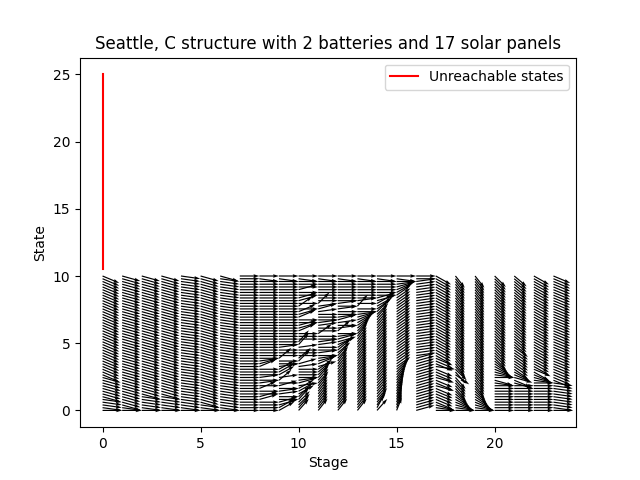 Seattle, C structure with 2 batteries and 17 solar panels
Unreachable states
25
20
15
10
5
0
State
0 5 10 15 20
Stage